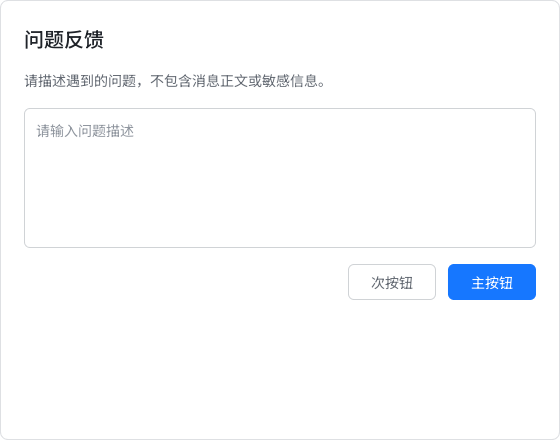 问题反馈
请描述遇到的问题，不包含消息正文或敏感信息。
请输入问题描述
次按钮
主按钮